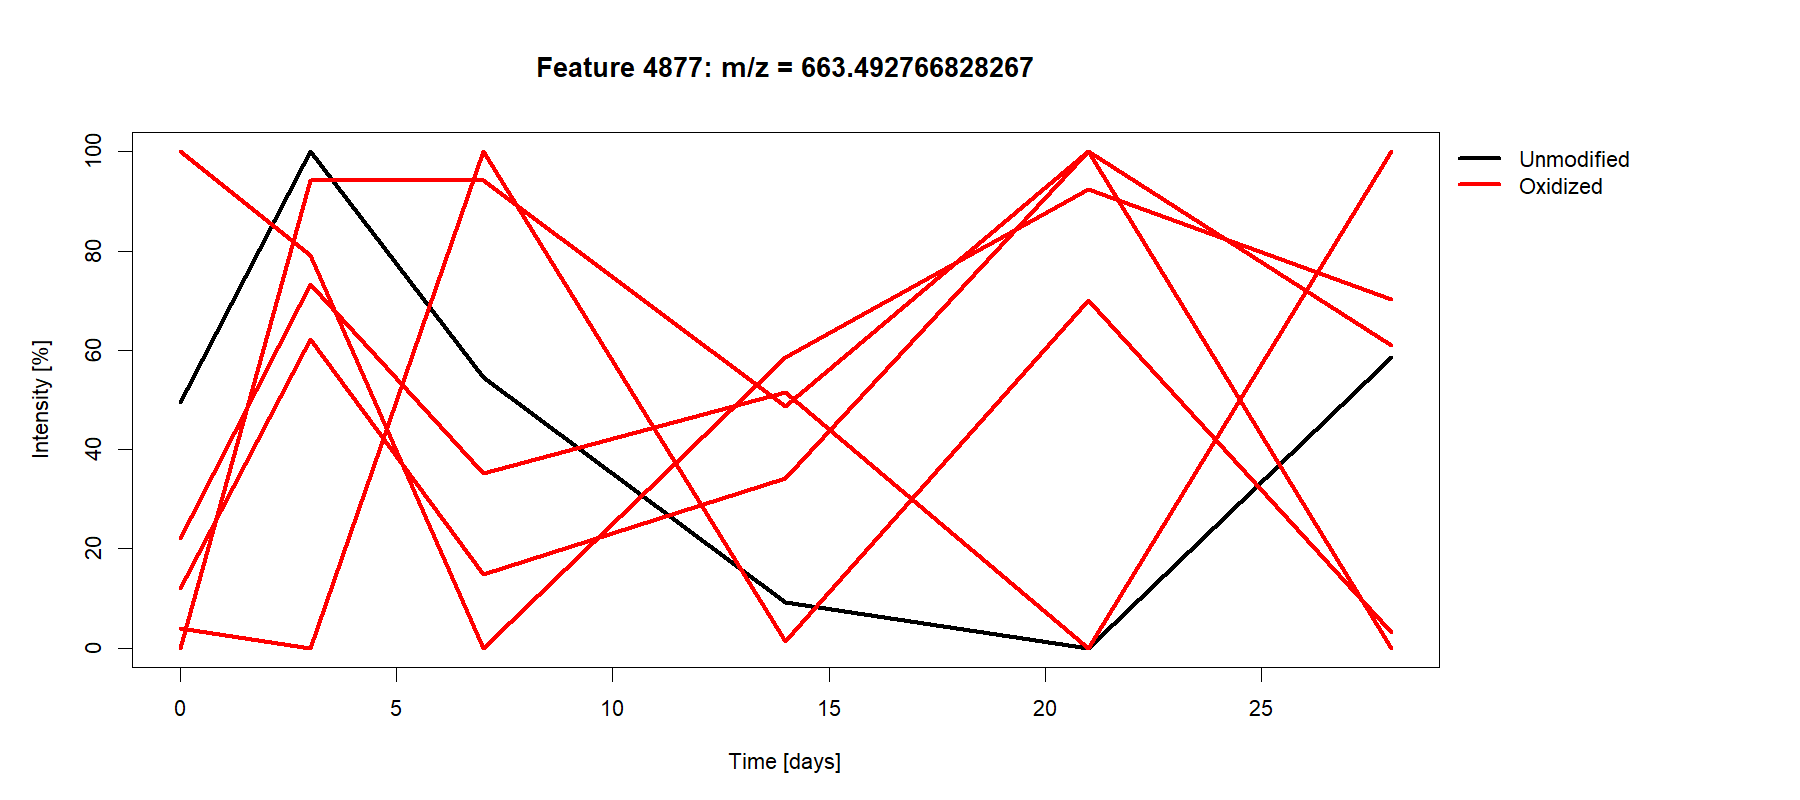 Feature 4877: m/z = 663.492766828267
Unmodified
Oxidized
Intensity [%]
100
80
60
40
20
0
0 5 10 15 20 25
Time [days]